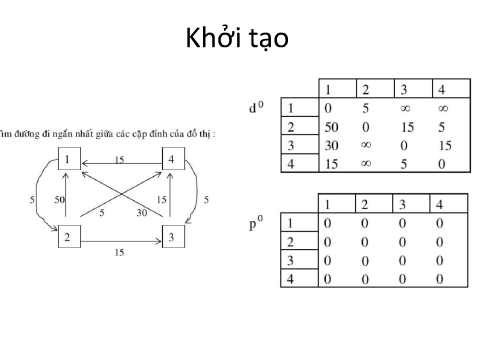 Khởi tạo
Tìm đường đi ngắn nhất giữa các cặp đỉnh của đồ thị :
1 15 4
5 50 5 30 15 5
2 15 3
d⁰
1 2 3 4
1 0 5 ∞ ∞
2 50 0 15 5
3 30 ∞ 0 15
4 15 ∞ 5 0
p⁰
1 2 3 4
1 0 0 0 0
2 0 0 0 0
3 0 0 0 0
4 0 0 0 0